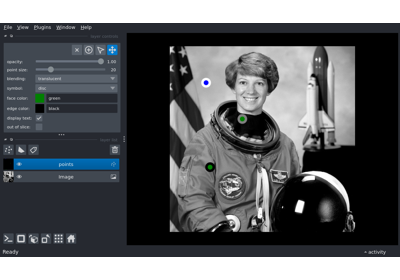 File View Plugins Window Help
opacity: 1.00
point size: 20
blending: translucent
symbol: disc
face color: green
edge color: black
display text: ✓
out of slice:
points
Image
Ready
activity